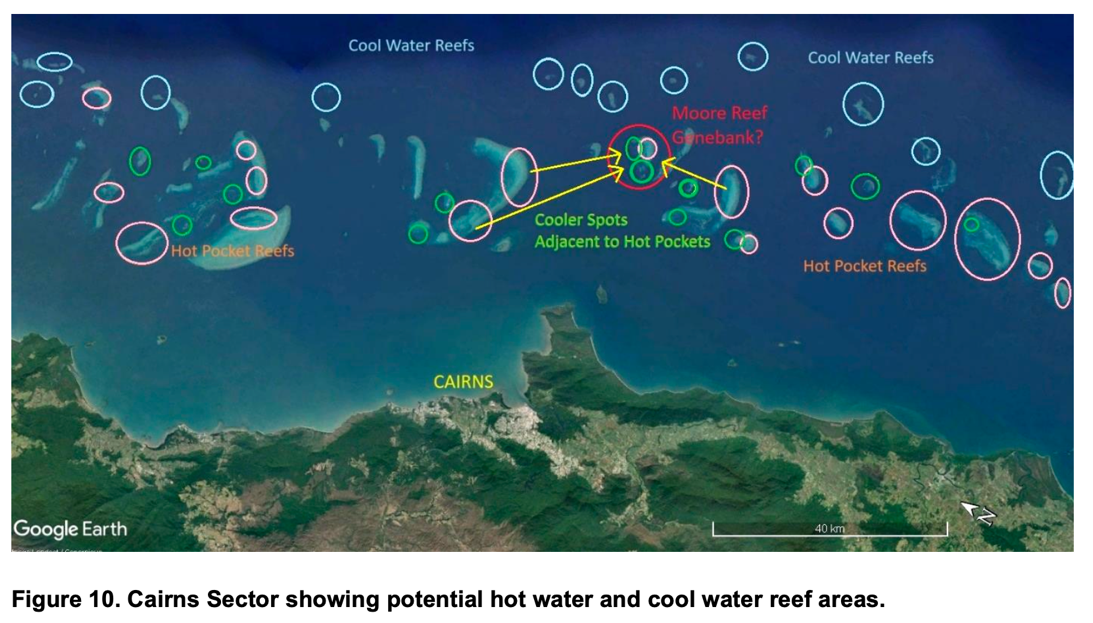 Cool Water Reefs
Cool Water Reefs
Moore Reef
Genebank?
Cooler Spots
Adjacent to Hot Pockets
Hot Pocket Reefs
Hot Pocket Reefs
CAIRNS
N
Google Earth
40 km
Figure 10. Cairns Sector showing potential hot water and cool water reef areas.